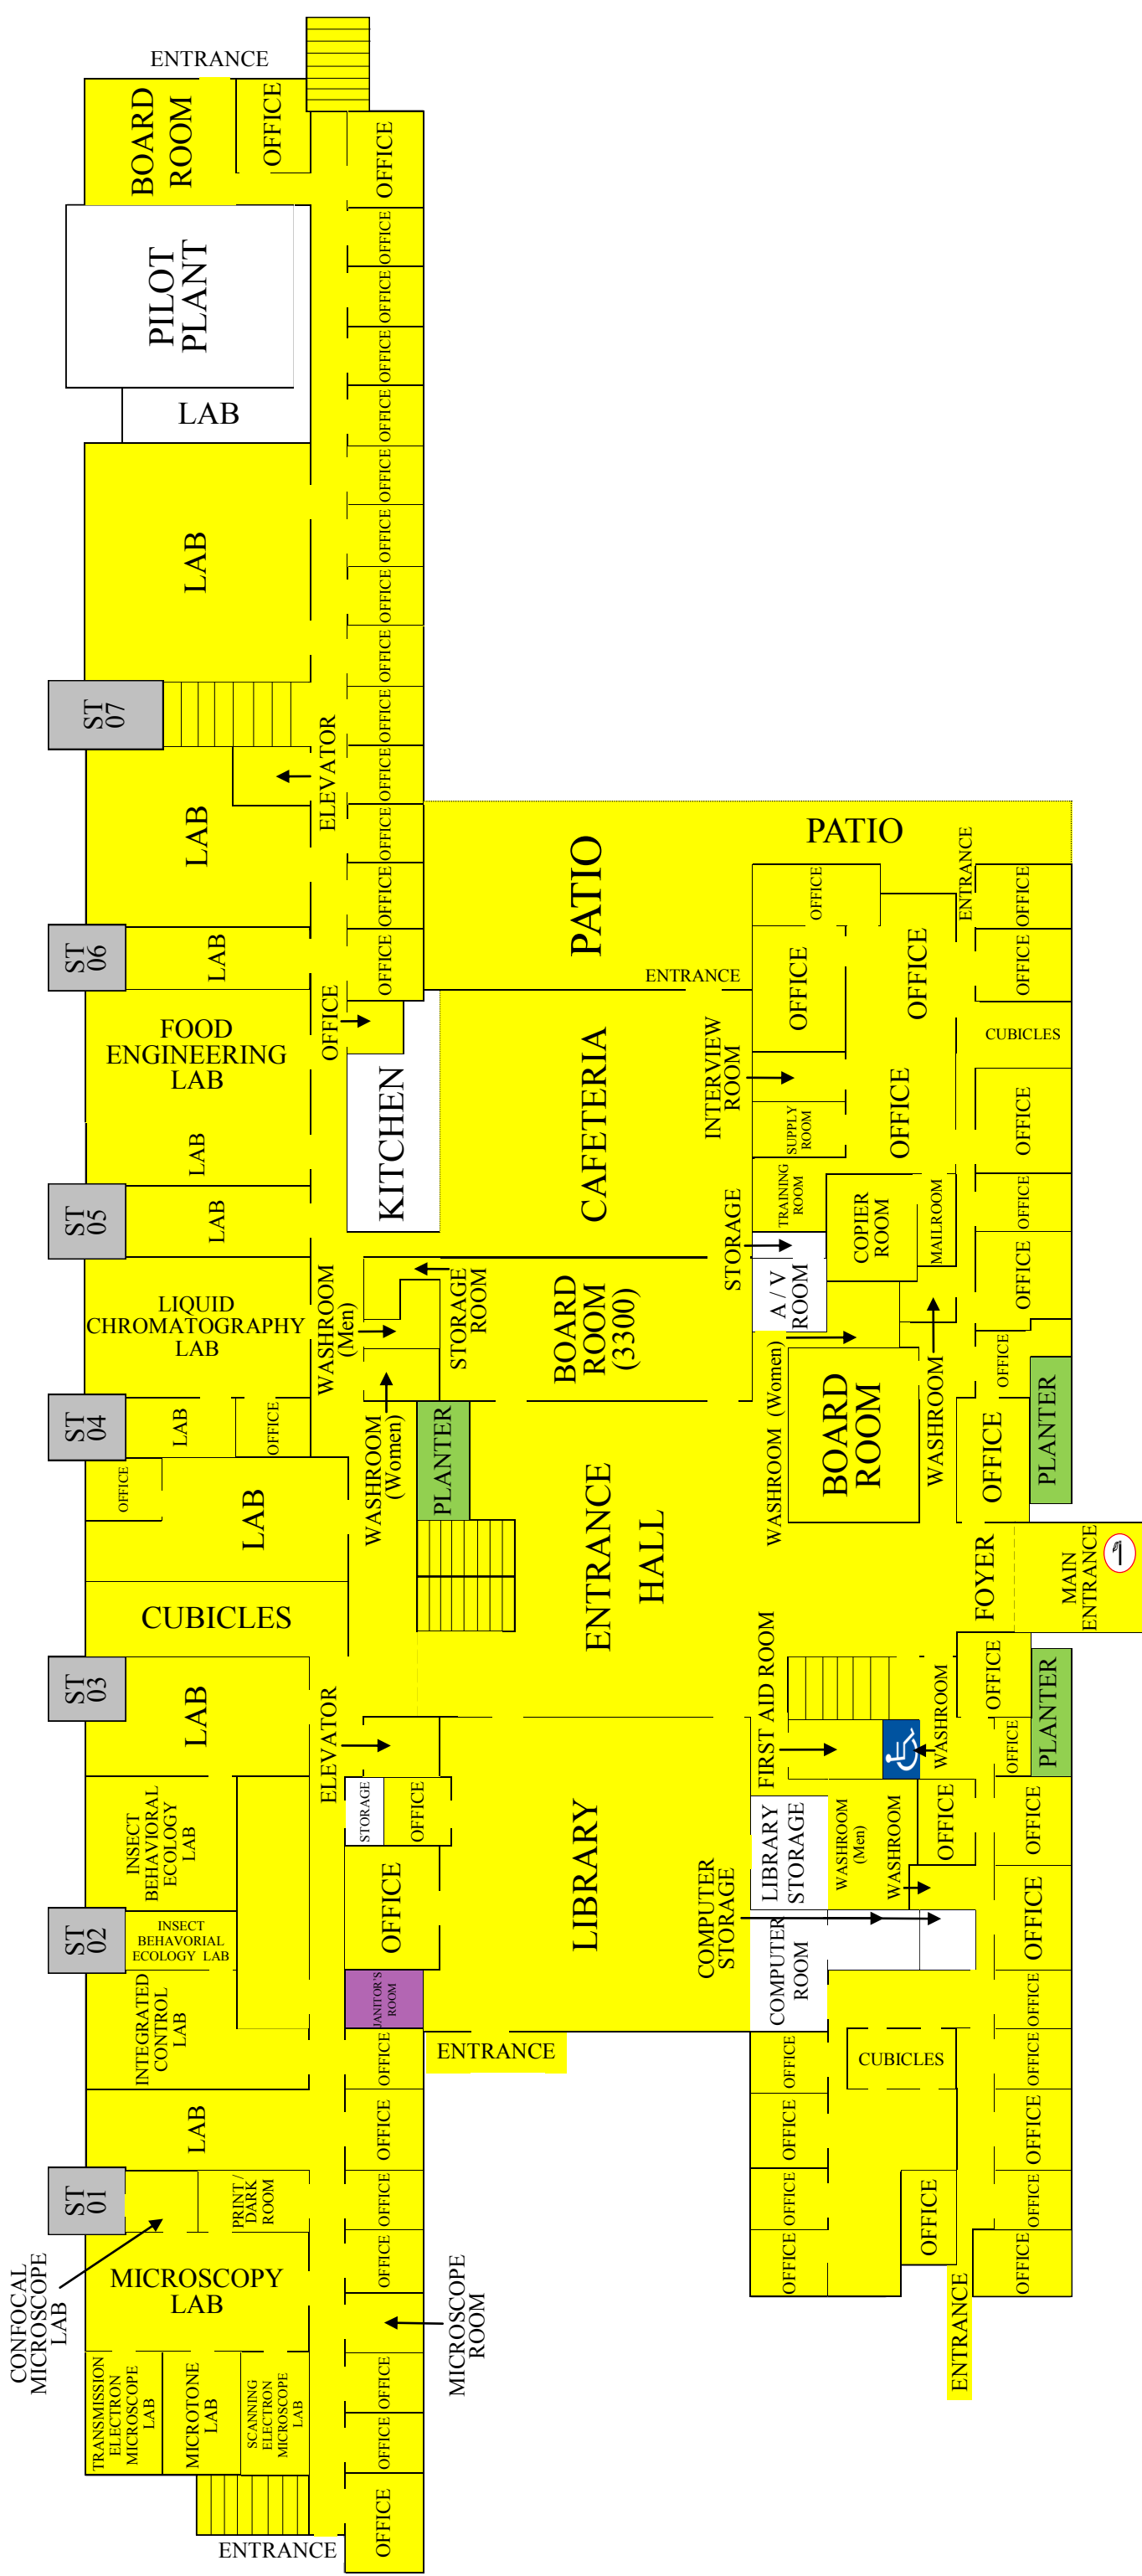 ENTRANCE
BOARD
ROOM
OFFICE
OFFICE
PILOT
PLANT
OFFICE
OFFICE
OFFICE
LAB
OFFICE
OFFICE
LAB
OFFICE
OFFICE
OFFICE
ST
07
OFFICE
ELEVATOR
OFFICE
LAB
OFFICE
OFFICE
PATIO
PATIO
OFFICE
ENTRANCE
OFFICE
ST
06
LAB
OFFICE
ENTRANCE
OFFICE
OFFICE
OFFICE
FOOD
ENGINEERING
LAB
OFFICE
KITCHEN
CAFETERIA
INTERVIEW
ROOM
CUBICLES
OFFICE
OFFICE
LAB
SUPPLY
ROOM
ST
05
LAB
TRAINING
ROOM
COPIER
ROOM
MAILROOM
OFFICE
STORAGE
A / V
ROOM
OFFICE
LIQUID
CHROMATOGRAPHY
LAB
WASHROOM
(Men)
STORAGE
ROOM
BOARD
ROOM
(3300)
WASHROOM (Women)
OFFICE
ST
04
LAB
OFFICE
WASHROOM
(Women)
PLANTER
BOARD
ROOM
WASHROOM
OFFICE
PLANTER
OFFICE
LAB
ENTRANCE
HALL
FOYER
MAIN
ENTRANCE
1
CUBICLES
ST
03
LAB
ELEVATOR
FIRST AID ROOM
WASHROOM
OFFICE
OFFICE
PLANTER
INSECT
BEHAVIORAL
ECOLOGY
LAB
STORAGE
OFFICE
LIBRARY
LIBRARY
STORAGE
WASHROOM
(Men)
WASHROOM
OFFICE
OFFICE
ST
02
INSECT
BEHAVORIAL
ECOLOGY LAB
OFFICE
COMPUTER
STORAGE
COMPUTER
ROOM
OFFICE
INTEGRATED
CONTROL
LAB
JANITOR'S
ROOM
OFFICE
OFFICE
ENTRANCE
OFFICE
CUBICLES
OFFICE
LAB
OFFICE
OFFICE
OFFICE
ST
01
PRINT /
DARK
ROOM
OFFICE
OFFICE
OFFICE
OFFICE
CONFOCAL
MICROSCOPE
LAB
MICROSCOPY
LAB
OFFICE
OFFICE
OFFICE
MICROSCOPE
ROOM
ENTRANCE
TRANSMISSION
ELECTRON
MICROSCOPE
LAB
MICROTONE
LAB
SCANNING
ELECTRON
MICROSCOPE
LAB
OFFICE
OFFICE
ENTRANCE
OFFICE